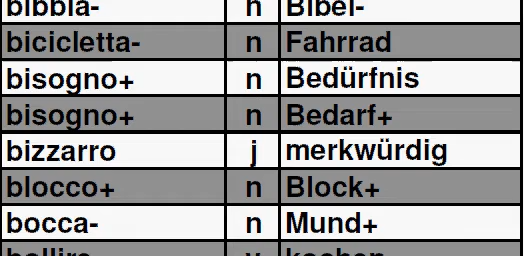 bibbia- n Bibel-
bicicletta- n Fahrrad
bisogno+ n Bedürfnis
bisogno+ n Bedarf+
bizzarro j merkwürdig
blocco+ n Block+
bocca- n Mund+
bollire v kochen